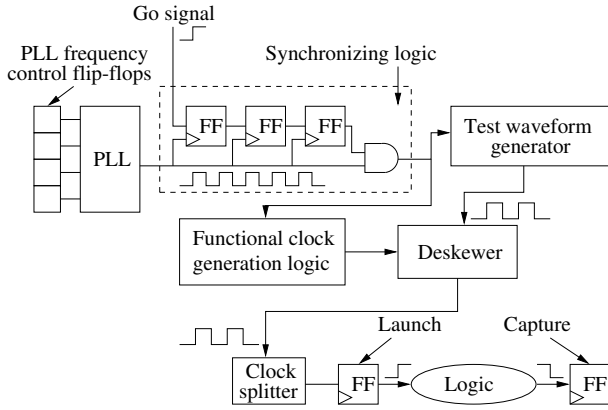 Go signal
PLL frequency
control flip-flops
Synchronizing logic
FF
FF
FF
PLL
Test waveform
generator
Functional clock
generation logic
Deskewer
Launch
Capture
Clock
splitter
FF
Logic
FF